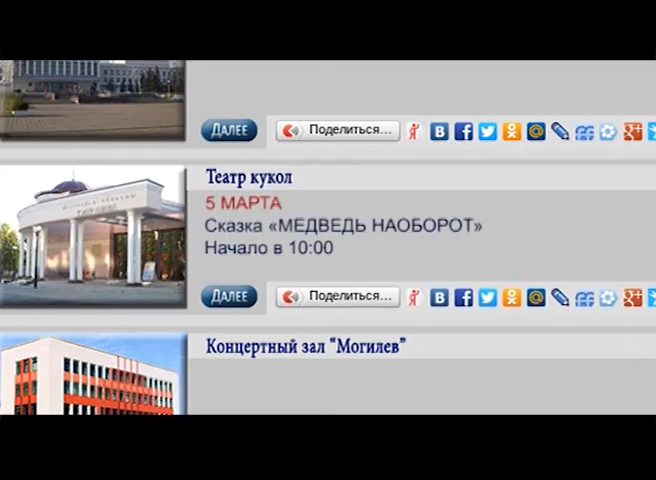 Далее
Поделиться...
Театр кукол
5 МАРТА
Сказка «МЕДВЕДЬ НАОБОРОТ»
Начало в 10:00
Далее
Поделиться...
Концертный зал “Могилев”